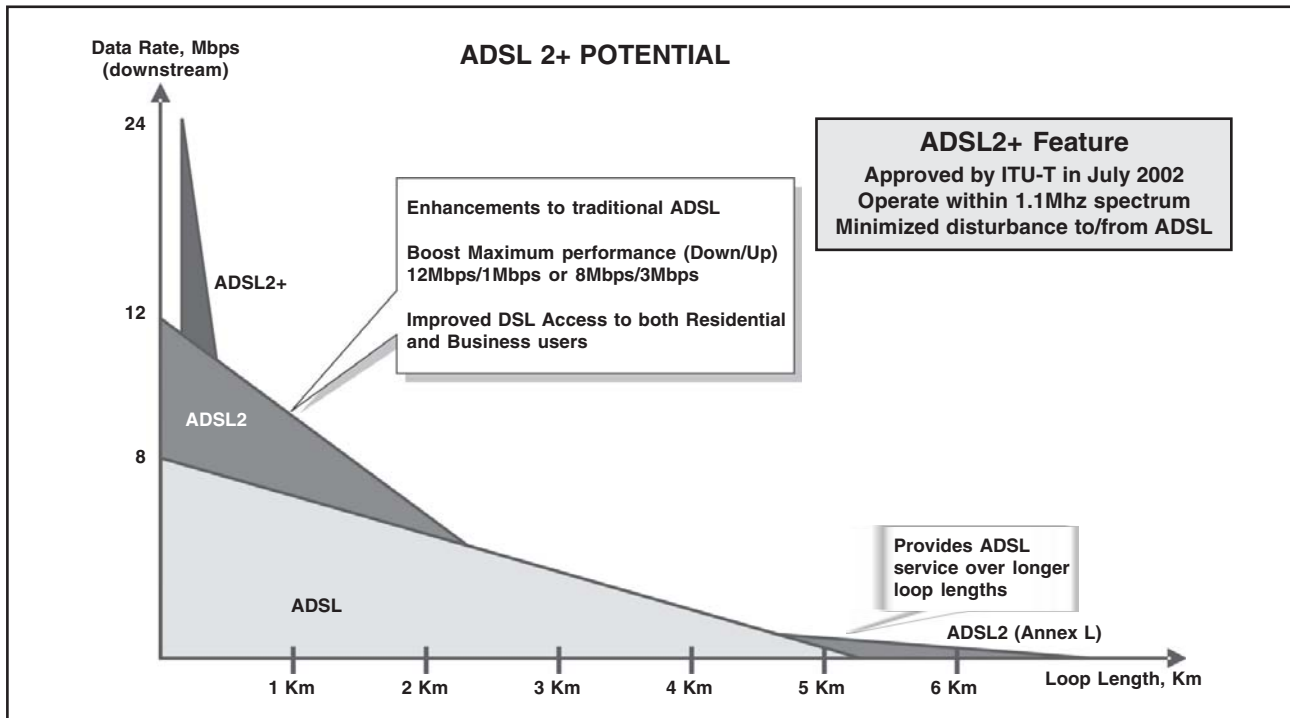 Data Rate, Mbps
(downstream)
ADSL 2+ POTENTIAL
24
ADSL2+ Feature
Approved by ITU-T in July 2002
Operate within 1.1Mhz spectrum
Minimized disturbance to/from ADSL
Enhancements to traditional ADSL
Boost Maximum performance (Down/Up)
12Mbps/1Mbps or 8Mbps/3Mbps
Improved DSL Access to both Residential
and Business users
ADSL2+
12
ADSL2
8
Provides ADSL
service over longer
loop lengths
ADSL
ADSL2 (Annex L)
1 Km
2 Km
3 Km
4 Km
5 Km
6 Km
Loop Length, Km